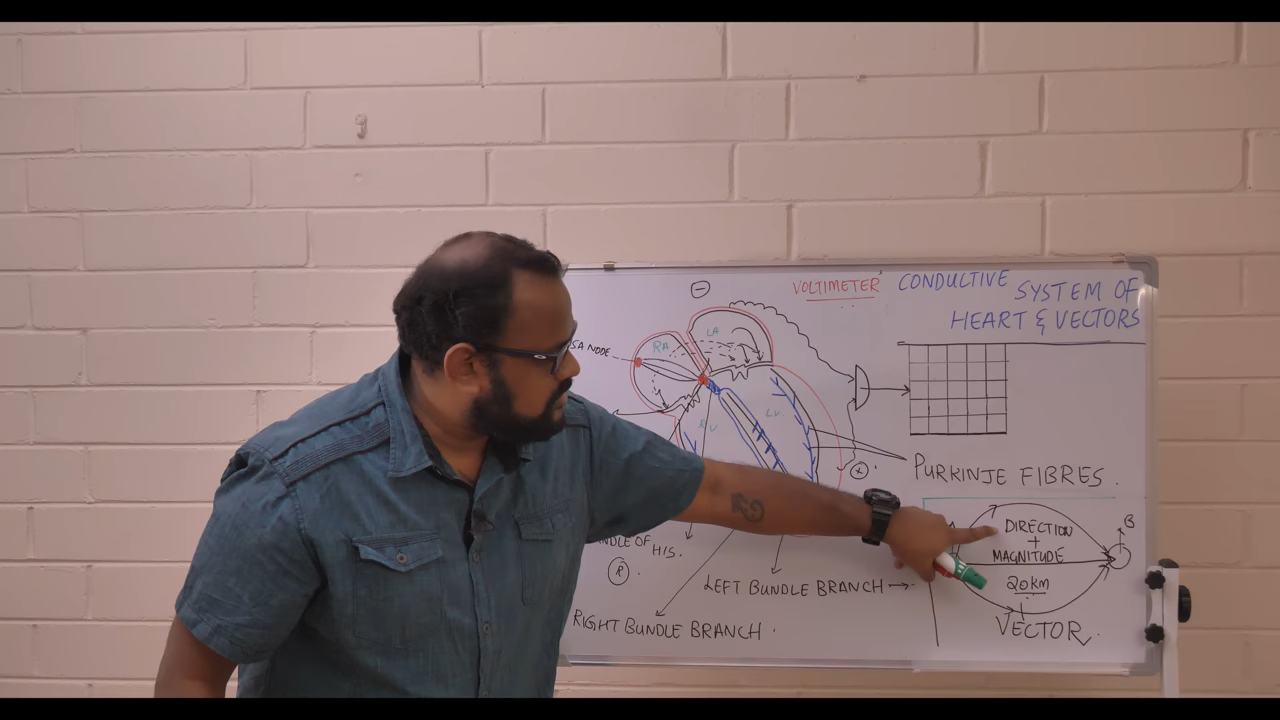 VOLTIMETER
CONDUCTIVE
SYSTEM OF
HEART & VECTORS
−
SA NODE
RA
LA
LV
+
PURKINJE FIBRES.
DIRECTION
+
MAGNITUDE
20km
B
VECTOR.
NDLE OF HIS.
R
LEFT BUNDLE BRANCH →
RIGHT BUNDLE BRANCH.